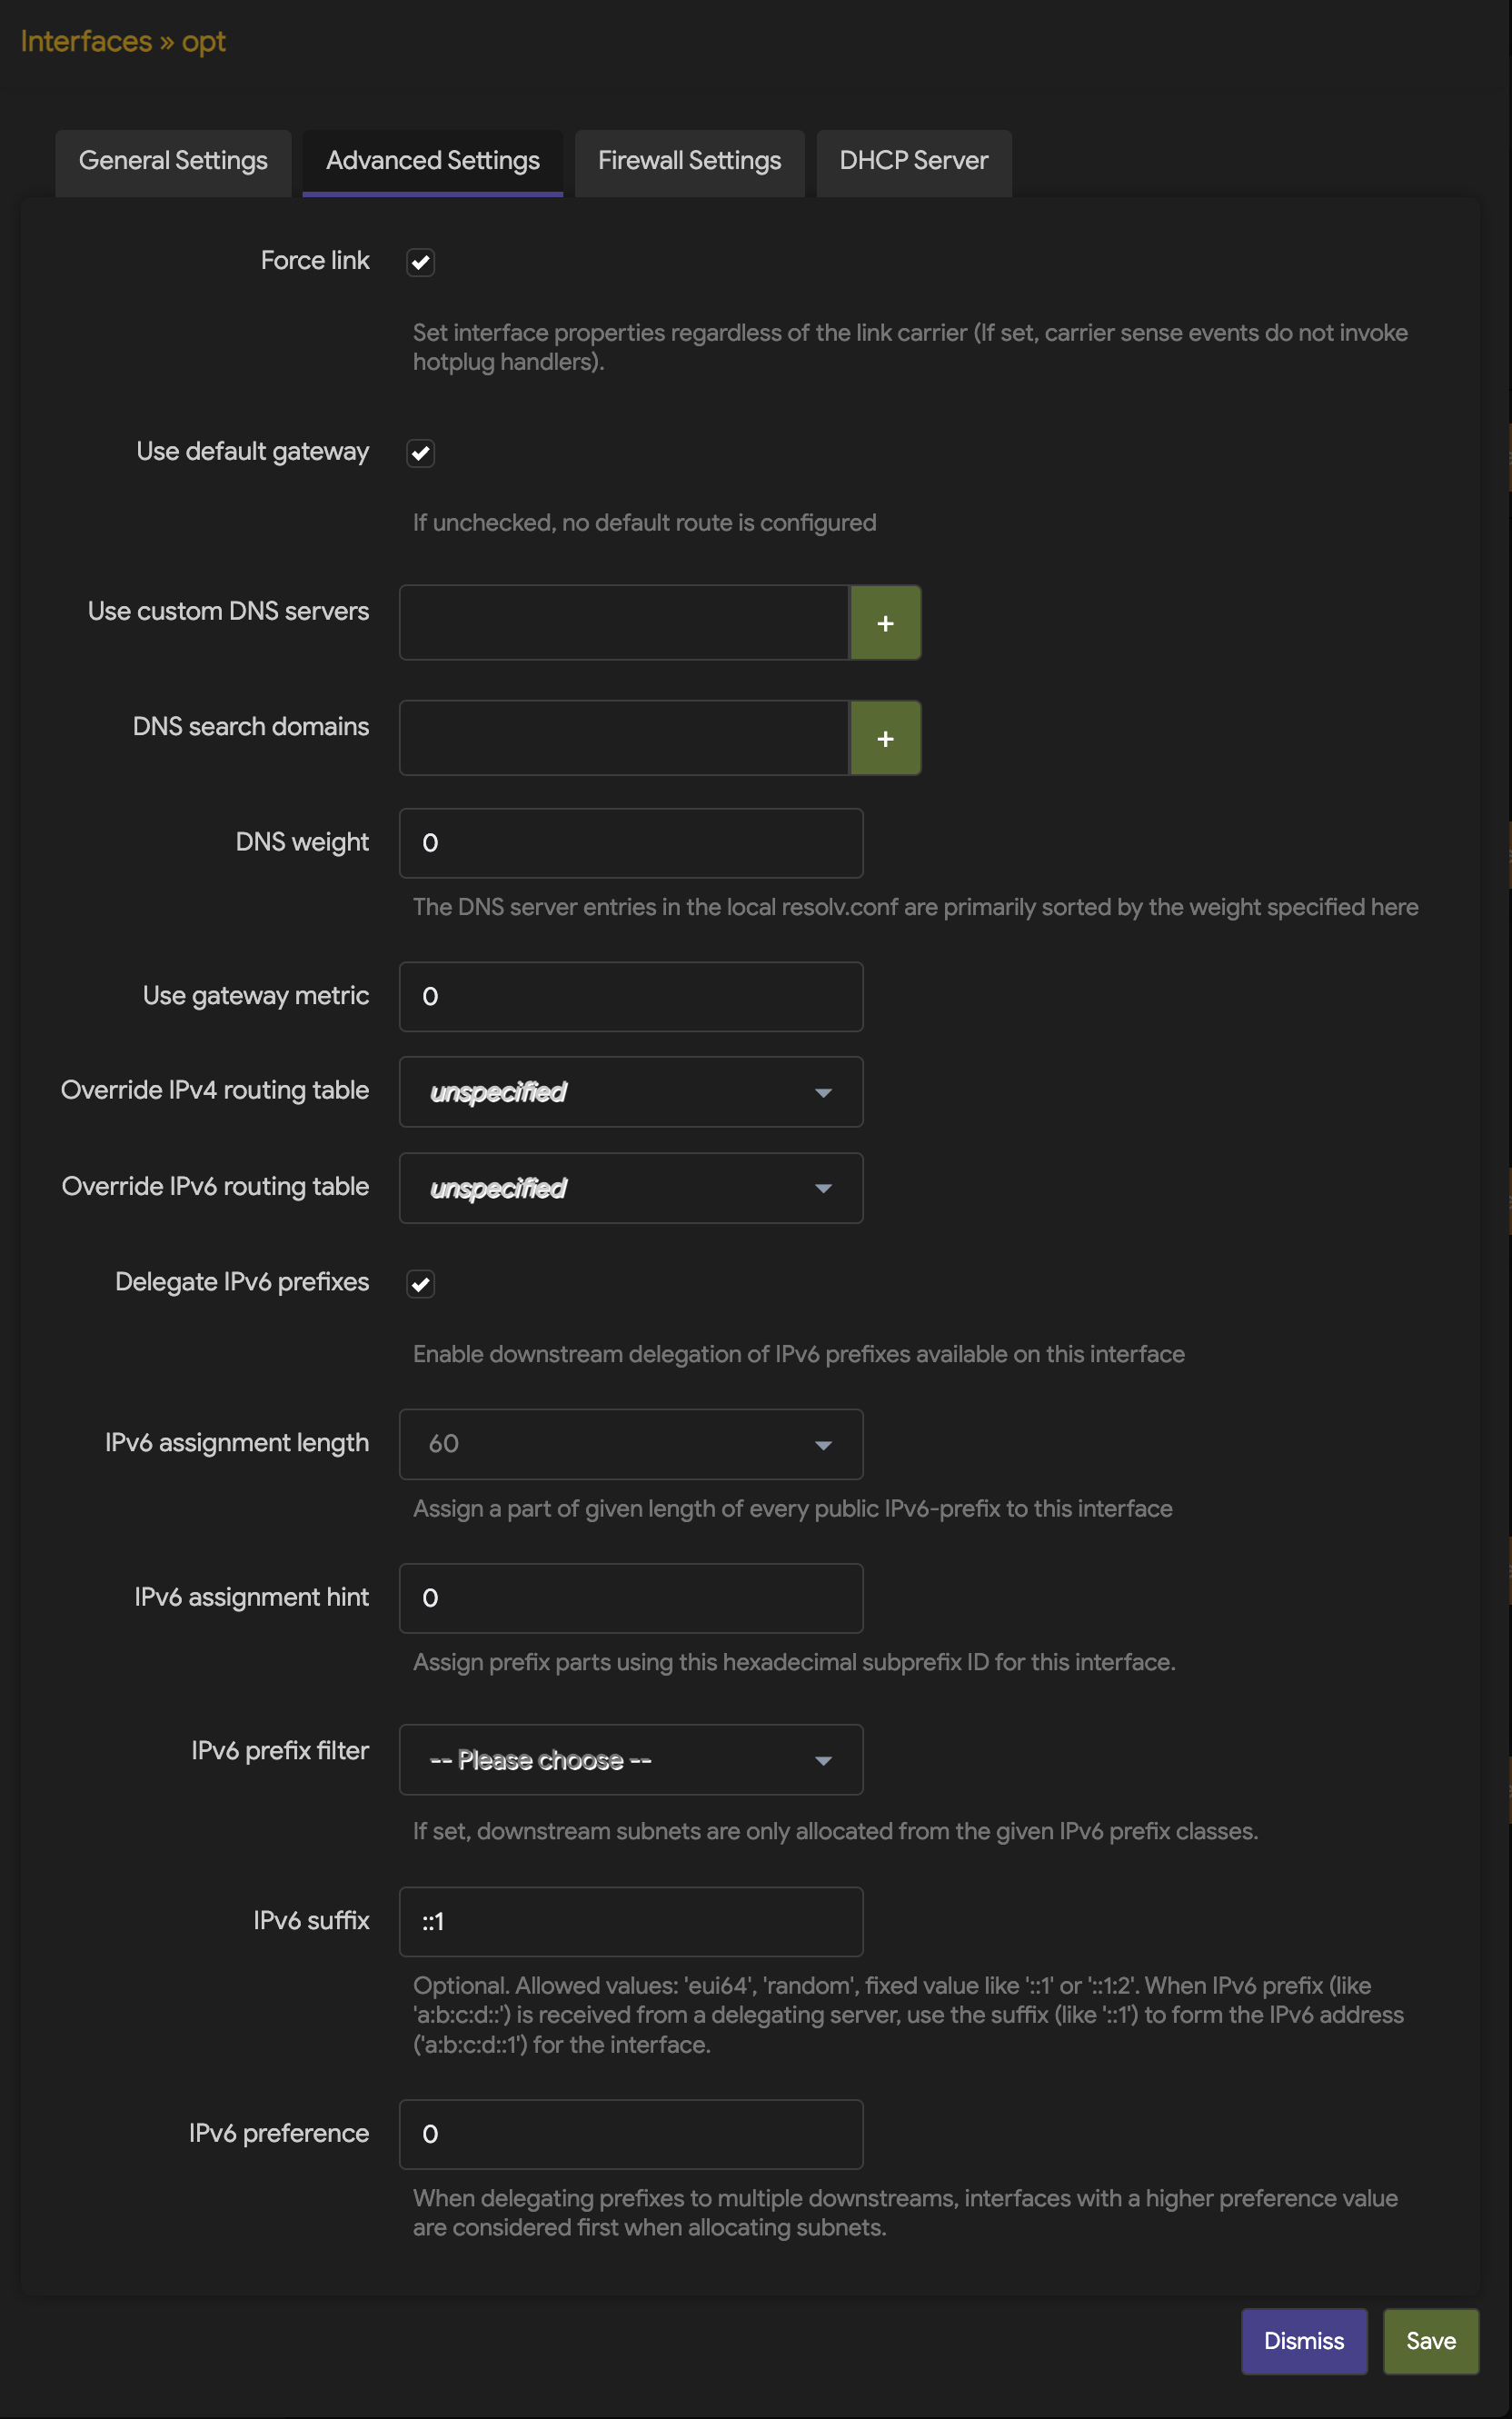 Interfaces » opt
General Settings
Advanced Settings
Firewall Settings
DHCP Server
Force link
Set interface properties regardless of the link carrier (If set, carrier sense events do not invoke
hotplug handlers).
Use default gateway
If unchecked, no default route is configured
Use custom DNS servers
+
DNS search domains
+
DNS weight
0
The DNS server entries in the local resolv.conf are primarily sorted by the weight specified here
Use gateway metric
0
Override IPv4 routing table
unspecified
Override IPv6 routing table
unspecified
Delegate IPv6 prefixes
Enable downstream delegation of IPv6 prefixes available on this interface
IPv6 assignment length
60
Assign a part of given length of every public IPv6-prefix to this interface
IPv6 assignment hint
0
Assign prefix parts using this hexadecimal subprefix ID for this interface.
IPv6 prefix filter
-- Please choose --
If set, downstream subnets are only allocated from the given IPv6 prefix classes.
IPv6 suffix
::1
Optional. Allowed values: 'eui64', 'random', fixed value like '::1' or '::1:2'. When IPv6 prefix (like
'a:b:c:d::') is received from a delegating server, use the suffix (like '::1') to form the IPv6 address
('a:b:c:d::1') for the interface.
IPv6 preference
0
When delegating prefixes to multiple downstreams, interfaces with a higher preference value
are considered first when allocating subnets.
Dismiss
Save